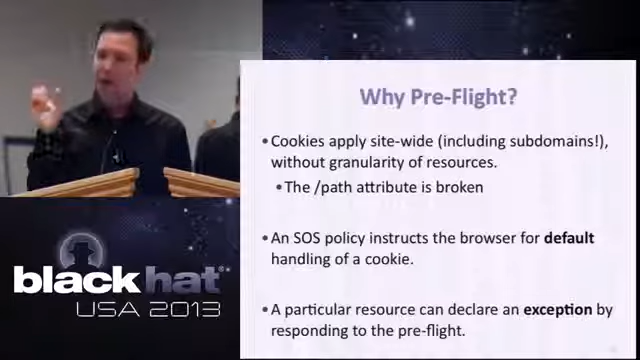 Why Pre-Flight?
•Cookies apply site-wide (including subdomains!),
without granularity of resources.
•The /path attribute is broken
•An SOS policy instructs the browser for default
handling of a cookie.
•A particular resource can declare an exception by
responding to the pre-flight.
black hat®
USA 2013